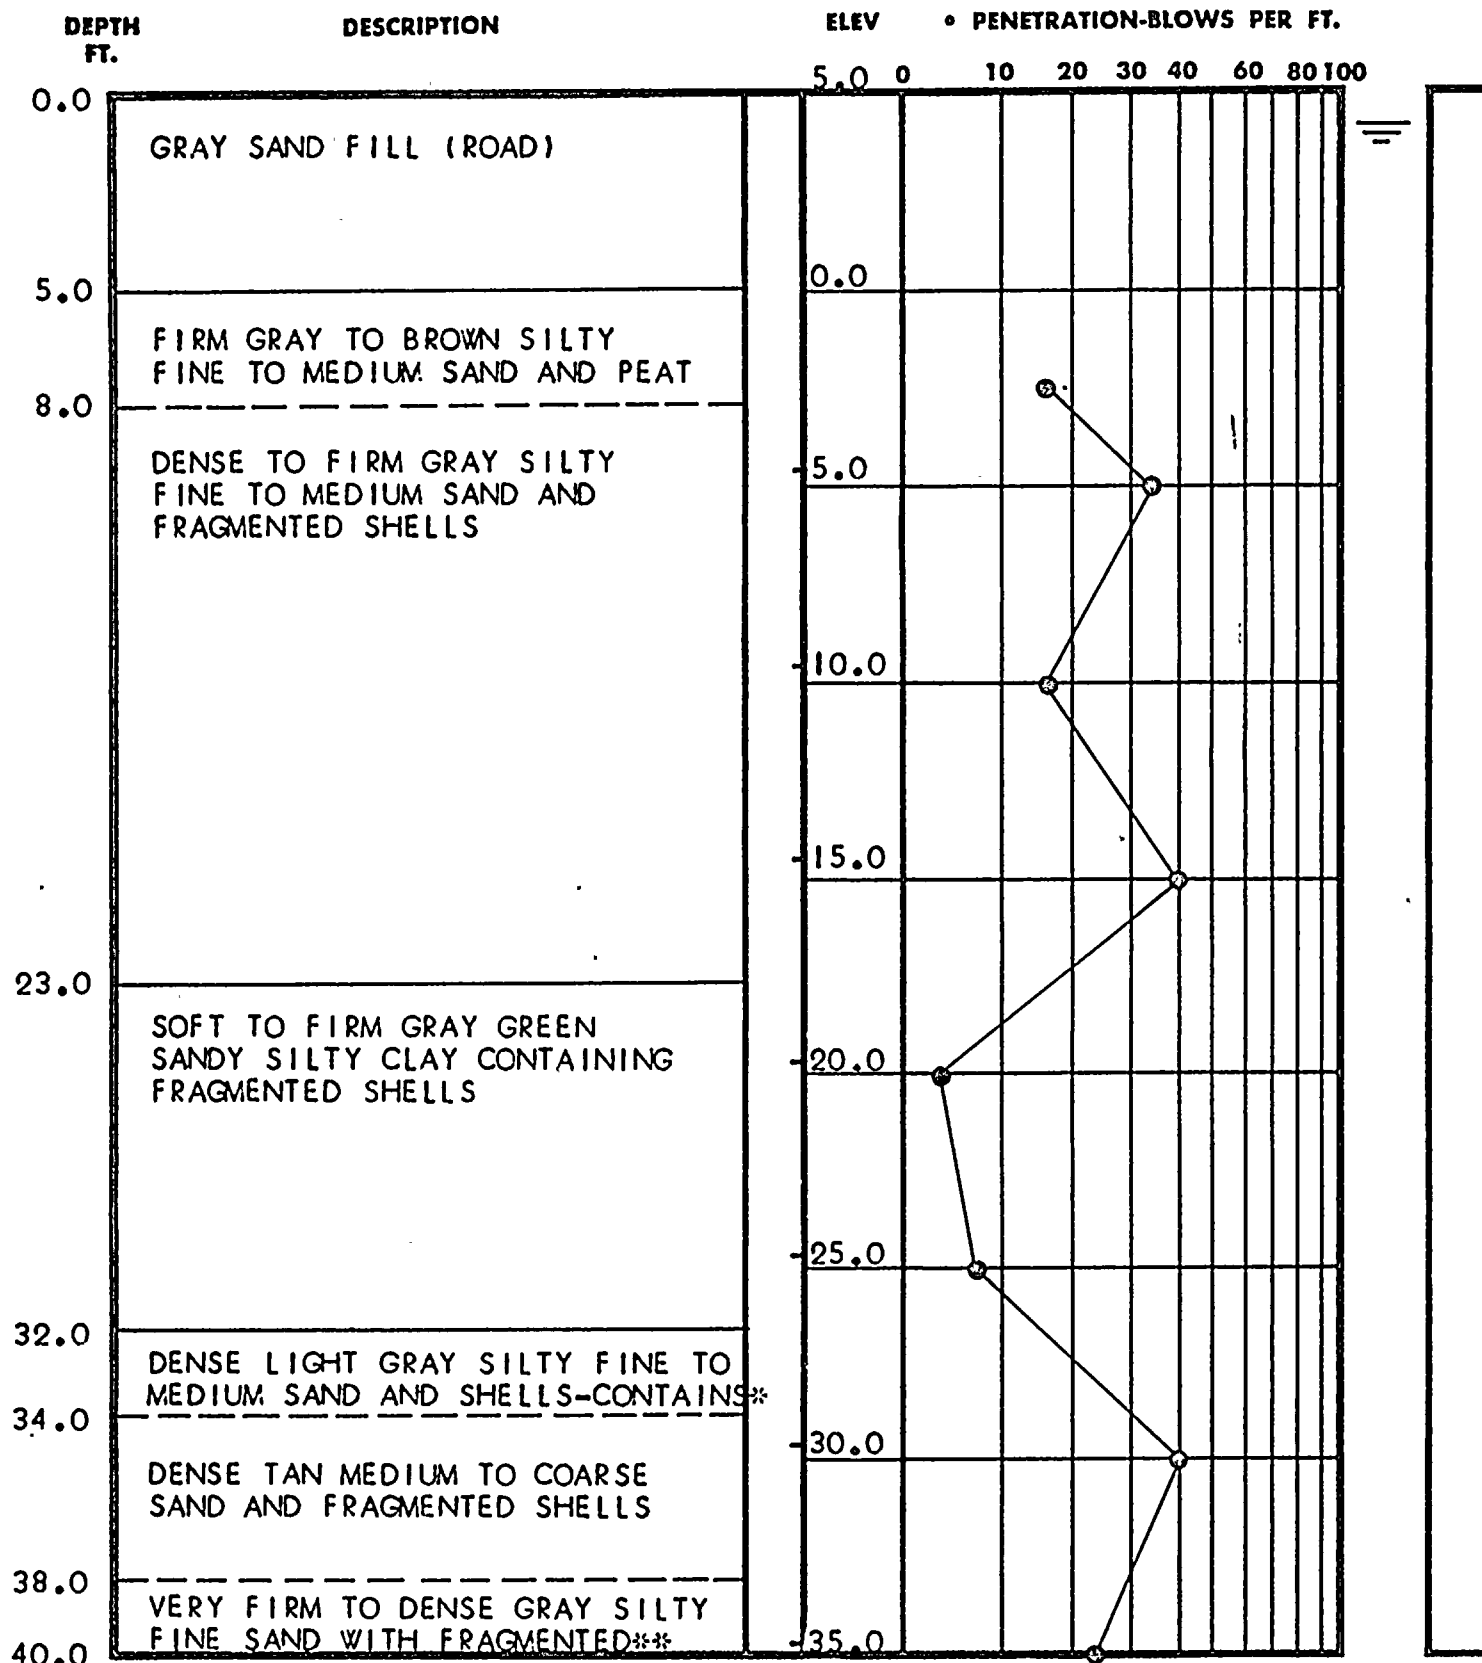 DEPTH FT. DESCRIPTION ELEV • PENETRATION-BLOWS PER FT.
5.0 0 10 20 30 40 60 80 100
0.0
GRAY SAND FILL (ROAD)
5.0 0.0
FIRM GRAY TO BROWN SILTY
FINE TO MEDIUM SAND AND PEAT
8.0
DENSE TO FIRM GRAY SILTY
FINE TO MEDIUM SAND AND
FRAGMENTED SHELLS
-5.0
-10.0
-15.0
23.0
SOFT TO FIRM GRAY GREEN
SANDY SILTY CLAY CONTAINING
FRAGMENTED SHELLS
-20.0
-25.0
32.0
DENSE LIGHT GRAY SILTY FINE TO
MEDIUM SAND AND SHELLS-CONTAINS*
34.0
-30.0
DENSE TAN MEDIUM TO COARSE
SAND AND FRAGMENTED SHELLS
38.0
VERY FIRM TO DENSE GRAY SILTY
FINE SAND WITH FRAGMENTED**
40.0 -35.0